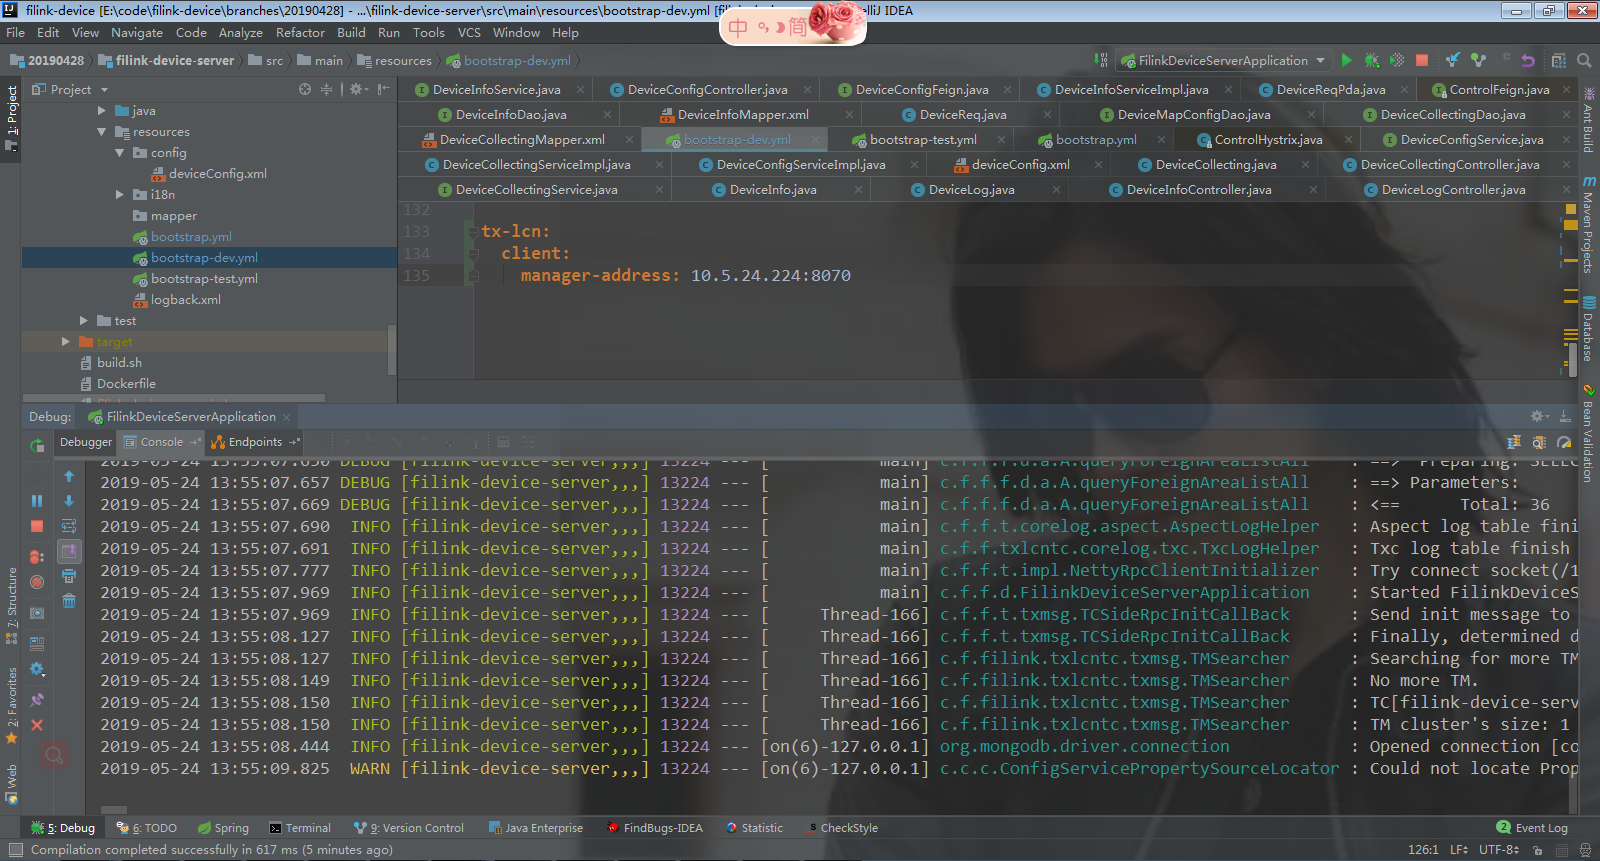 filink-device [E:\code\filink-device\branches\20190428] - ...\filink-device-server\src\main\resources\bootstrap-dev.yml [filink-
elliJ IDEA
中 简
File Edit View Navigate Code Analyze Refactor Build Run Tools VCS Window Help
20190428 filink-device-server src main resources bootstrap-dev.yml
FilinkDeviceServerApplication
Project
DeviceInfoService.java DeviceConfigController.java DeviceConfigFeign.java DeviceInfoServiceImpl.java DeviceReqPda.java ControlFeign.java
DeviceInfoDao.java DeviceInfoMapper.xml DeviceReq.java DeviceMapConfigDao.java DeviceCollectingDao.java
DeviceCollectingMapper.xml bootstrap-dev.yml bootstrap-test.yml bootstrap.yml ControlHystrix.java DeviceConfigService.java
DeviceCollectingServiceImpl.java DeviceConfigServiceImpl.java deviceConfig.xml DeviceCollecting.java DeviceCollectingController.java
DeviceCollectingService.java DeviceInfo.java DeviceLog.java DeviceInfoController.java DeviceLogController.java
1: Project
java
resources
config
deviceConfig.xml
i18n
mapper
bootstrap.yml
bootstrap-dev.yml
bootstrap-test.yml
logback.xml
test
target
build.sh
Dockerfile
132
133 tx-lcn:
134 client:
135 manager-address: 10.5.24.224:8070
Ant Build
Maven Projects
Database
Bean Validation
Debug: FilinkDeviceServerApplication
Debugger Console Endpoints
2019-05-24 13:55:07.650 DEBUG [filink-device-server,,,] 13224 --- [ main] c.f.f.f.d.a.A.queryForeignAreaListAll : ==> Preparing: SELEC
2019-05-24 13:55:07.657 DEBUG [filink-device-server,,,] 13224 --- [ main] c.f.f.f.d.a.A.queryForeignAreaListAll : ==> Parameters:
2019-05-24 13:55:07.669 DEBUG [filink-device-server,,,] 13224 --- [ main] c.f.f.f.d.a.A.queryForeignAreaListAll : <== Total: 36
2019-05-24 13:55:07.690 INFO [filink-device-server,,,] 13224 --- [ main] c.f.f.t.corelog.aspect.AspectLogHelper : Aspect log table fini
2019-05-24 13:55:07.691 INFO [filink-device-server,,,] 13224 --- [ main] c.f.f.txlcntc.corelog.txc.TxcLogHelper : Txc log table finish
2019-05-24 13:55:07.777 INFO [filink-device-server,,,] 13224 --- [ main] c.f.f.t.impl.NettyRpcClientInitializer : Try connect socket(/1
2019-05-24 13:55:07.969 INFO [filink-device-server,,,] 13224 --- [ main] c.f.f.d.FilinkDeviceServerApplication : Started FilinkDeviceS
2019-05-24 13:55:07.969 INFO [filink-device-server,,,] 13224 --- [ Thread-166] c.f.f.t.txmsg.TCSideRpcInitCallBack : Send init message to
2019-05-24 13:55:08.127 INFO [filink-device-server,,,] 13224 --- [ Thread-166] c.f.f.t.txmsg.TCSideRpcInitCallBack : Finally, determined d
2019-05-24 13:55:08.127 INFO [filink-device-server,,,] 13224 --- [ Thread-166] c.f.filink.txlcntc.txmsg.TMSearcher : Searching for more TM
2019-05-24 13:55:08.149 INFO [filink-device-server,,,] 13224 --- [ Thread-166] c.f.filink.txlcntc.txmsg.TMSearcher : No more TM.
2019-05-24 13:55:08.150 INFO [filink-device-server,,,] 13224 --- [ Thread-166] c.f.filink.txlcntc.txmsg.TMSearcher : TC[filink-device-serv
2019-05-24 13:55:08.150 INFO [filink-device-server,,,] 13224 --- [ Thread-166] c.f.filink.txlcntc.txmsg.TMSearcher : TM cluster's size: 1
2019-05-24 13:55:08.444 INFO [filink-device-server,,,] 13224 --- [on(6)-127.0.0.1] org.mongodb.driver.connection : Opened connection [co
2019-05-24 13:55:09.825 WARN [filink-device-server,,,] 13224 --- [on(6)-127.0.0.1] c.c.c.ConfigServicePropertySourceLocator : Could not locate Prop
7: Structure
2: Favorites
Web
5: Debug 6: TODO Spring Terminal 9: Version Control Java Enterprise FindBugs-IDEA Statistic CheckStyle 2 Event Log
Compilation completed successfully in 617 ms (5 minutes ago) 126:1 LF UTF-8